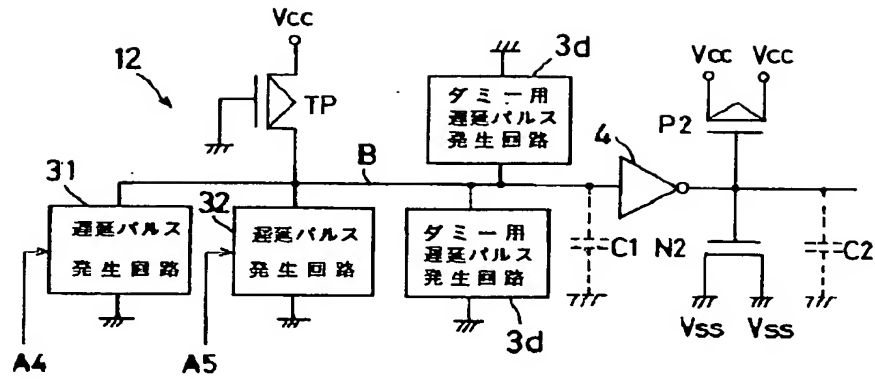 Vcc
3d
12
ダミー用
遅延パルス
発生回路
Vcc
Vcc
TP
4
P2
31
B
32
遅延パルス
発生回路
遅延パルス
発生回路
ダミー用
遅延パルス
発生回路
C1
N2
C2
Vss
Vss
3d
A4
A5